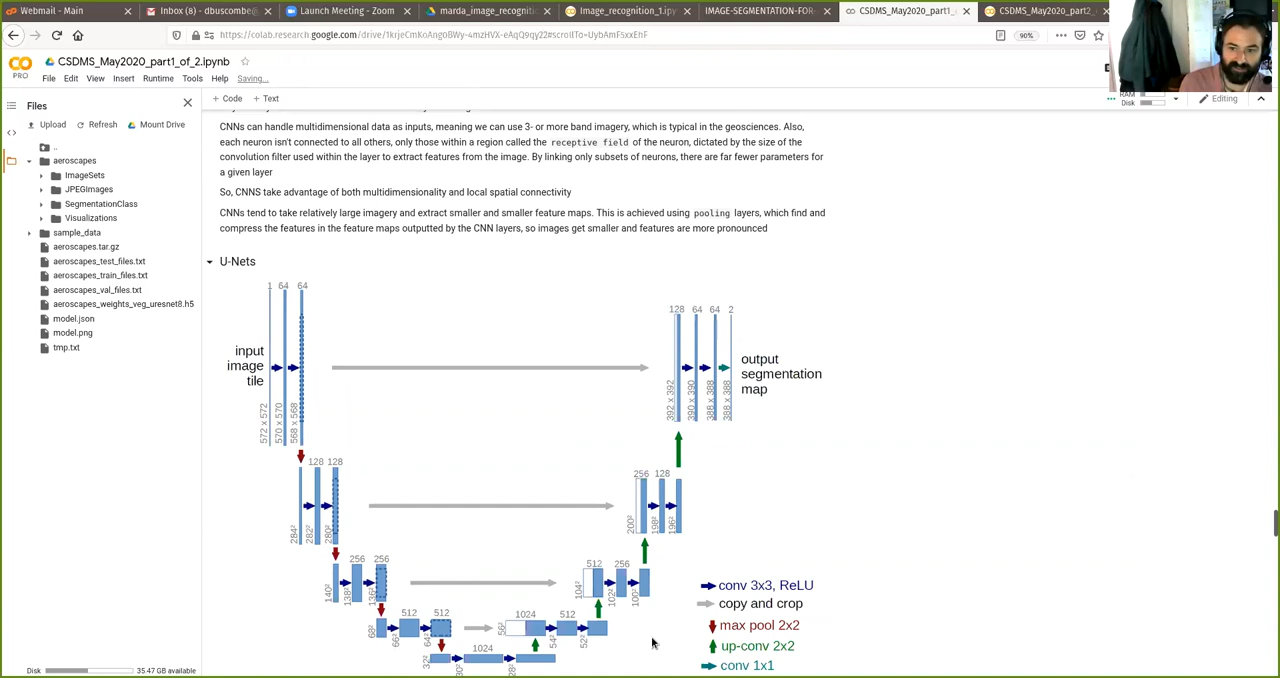 Webmail - Main
Inbox (3) - dbuscombe@
Launch Meeting - Zoom
marda_image_recognitic
Image_recognition_1.ipy
IMAGE-SEGMENTATION-FOR
CSDMS_May2020_part1_
CSDMS_May2020_part2_
https://colab.research.google.com/drive/1krjeCmKoAng0BWy-4mzHVX-eAqQ9qy22#scrollTo=UybAmF5xxEhF
90%
CSDMS_May2020_part1_of_2.ipynb
PRO
File Edit View Insert Runtime Tools Help Saving...
Files
+ Code + Text
RAM
Disk
Editing
Upload Refresh Mount Drive
..
aeroscapes
ImageSets
JPEGImages
SegmentationClass
Visualizations
sample_data
aeroscapes.tar.gz
aeroscapes_test_files.txt
aeroscapes_train_files.txt
aeroscapes_val_files.txt
aeroscapes_weights_veg_uresnet8.h5
model.json
model.png
tmp.txt
Disk
35.47 GB available
CNNs can handle multidimensional data as inputs, meaning we can use 3- or more band imagery, which is typical in the geosciences. Also,
each neuron isn't connected to all others, only those within a region called the receptive field of the neuron, dictated by the size of the
convolution filter used within the layer to extract features from the image. By linking only subsets of neurons, there are far fewer parameters for
a given layer
So, CNNS take advantage of both multidimensionality and local spatial connectivity
CNNs tend to take relatively large imagery and extract smaller and smaller feature maps. This is achieved using pooling layers, which find and
compress the features in the feature maps outputted by the CNN layers, so images get smaller and features are more pronounced
U-Nets
1 64 64
128 64 64 2
input
image
tile
output
segmentation
map
572 x 572
570 x 570
568 x 568
392 x 392
390 x 390
388 x 388
388 x 388
128 128
256 128
284²
282²
280²
200²
198²
196²
256 256
512 256
140²
138²
136²
104²
102²
100²
512 512
1024 512
68²
66²
64²
56²
54²
52²
1024
32²
30²
28²
conv 3x3, ReLU
copy and crop
max pool 2x2
up-conv 2x2
conv 1x1